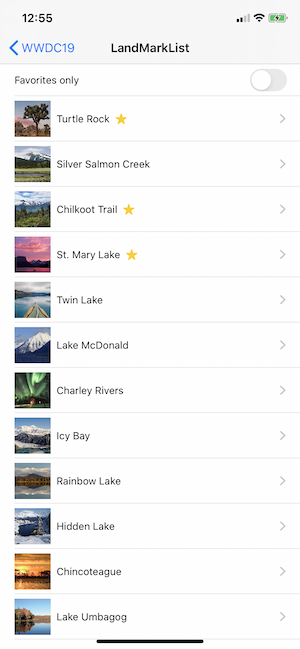 12:55
WWDC19 LandMarkList
Favorites only
Turtle Rock
Silver Salmon Creek
Chilkoot Trail
St. Mary Lake
Twin Lake
Lake McDonald
Charley Rivers
Icy Bay
Rainbow Lake
Hidden Lake
Chincoteague
Lake Umbagog